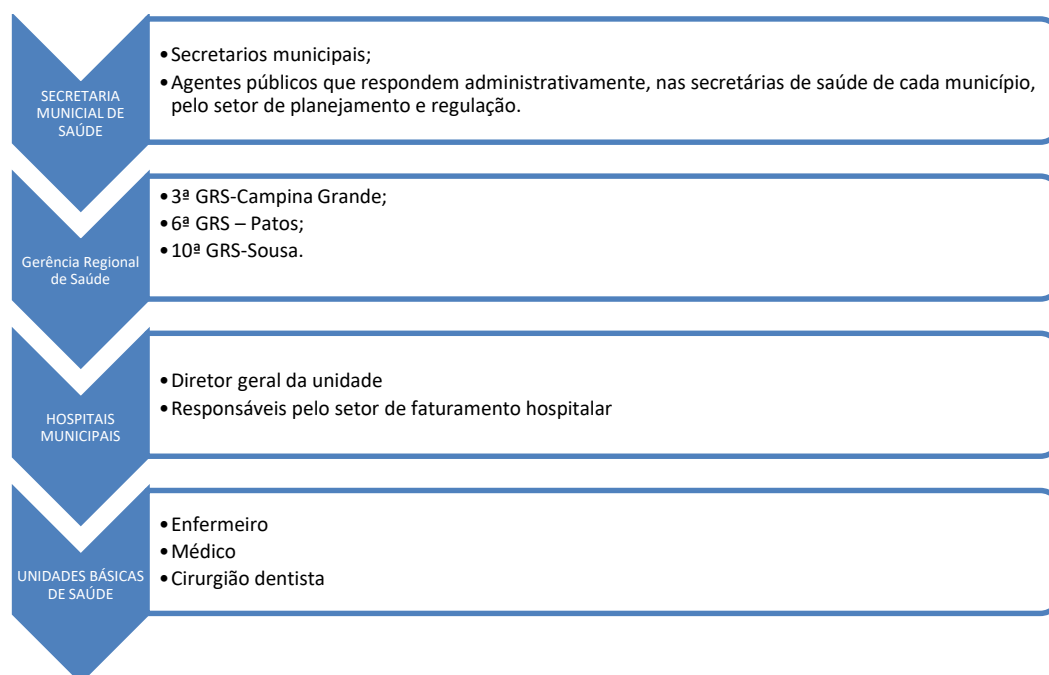 SECRETARIA
MUNICIAL DE
SAÚDE
•Secretarios municipais;
•Agentes públicos que respondem administrativamente, nas secretárias de saúde de cada município,
pelo setor de planejamento e regulação.
Gerência Regional
de Saúde
•3ª GRS-Campina Grande;
•6ª GRS – Patos;
•10ª GRS-Sousa.
HOSPITAIS
MUNICIPAIS
•Diretor geral da unidade
•Responsáveis pelo setor de faturamento hospitalar
UNIDADES BÁSICAS
DE SAÚDE
•Enfermeiro
•Médico
•Cirurgião dentista